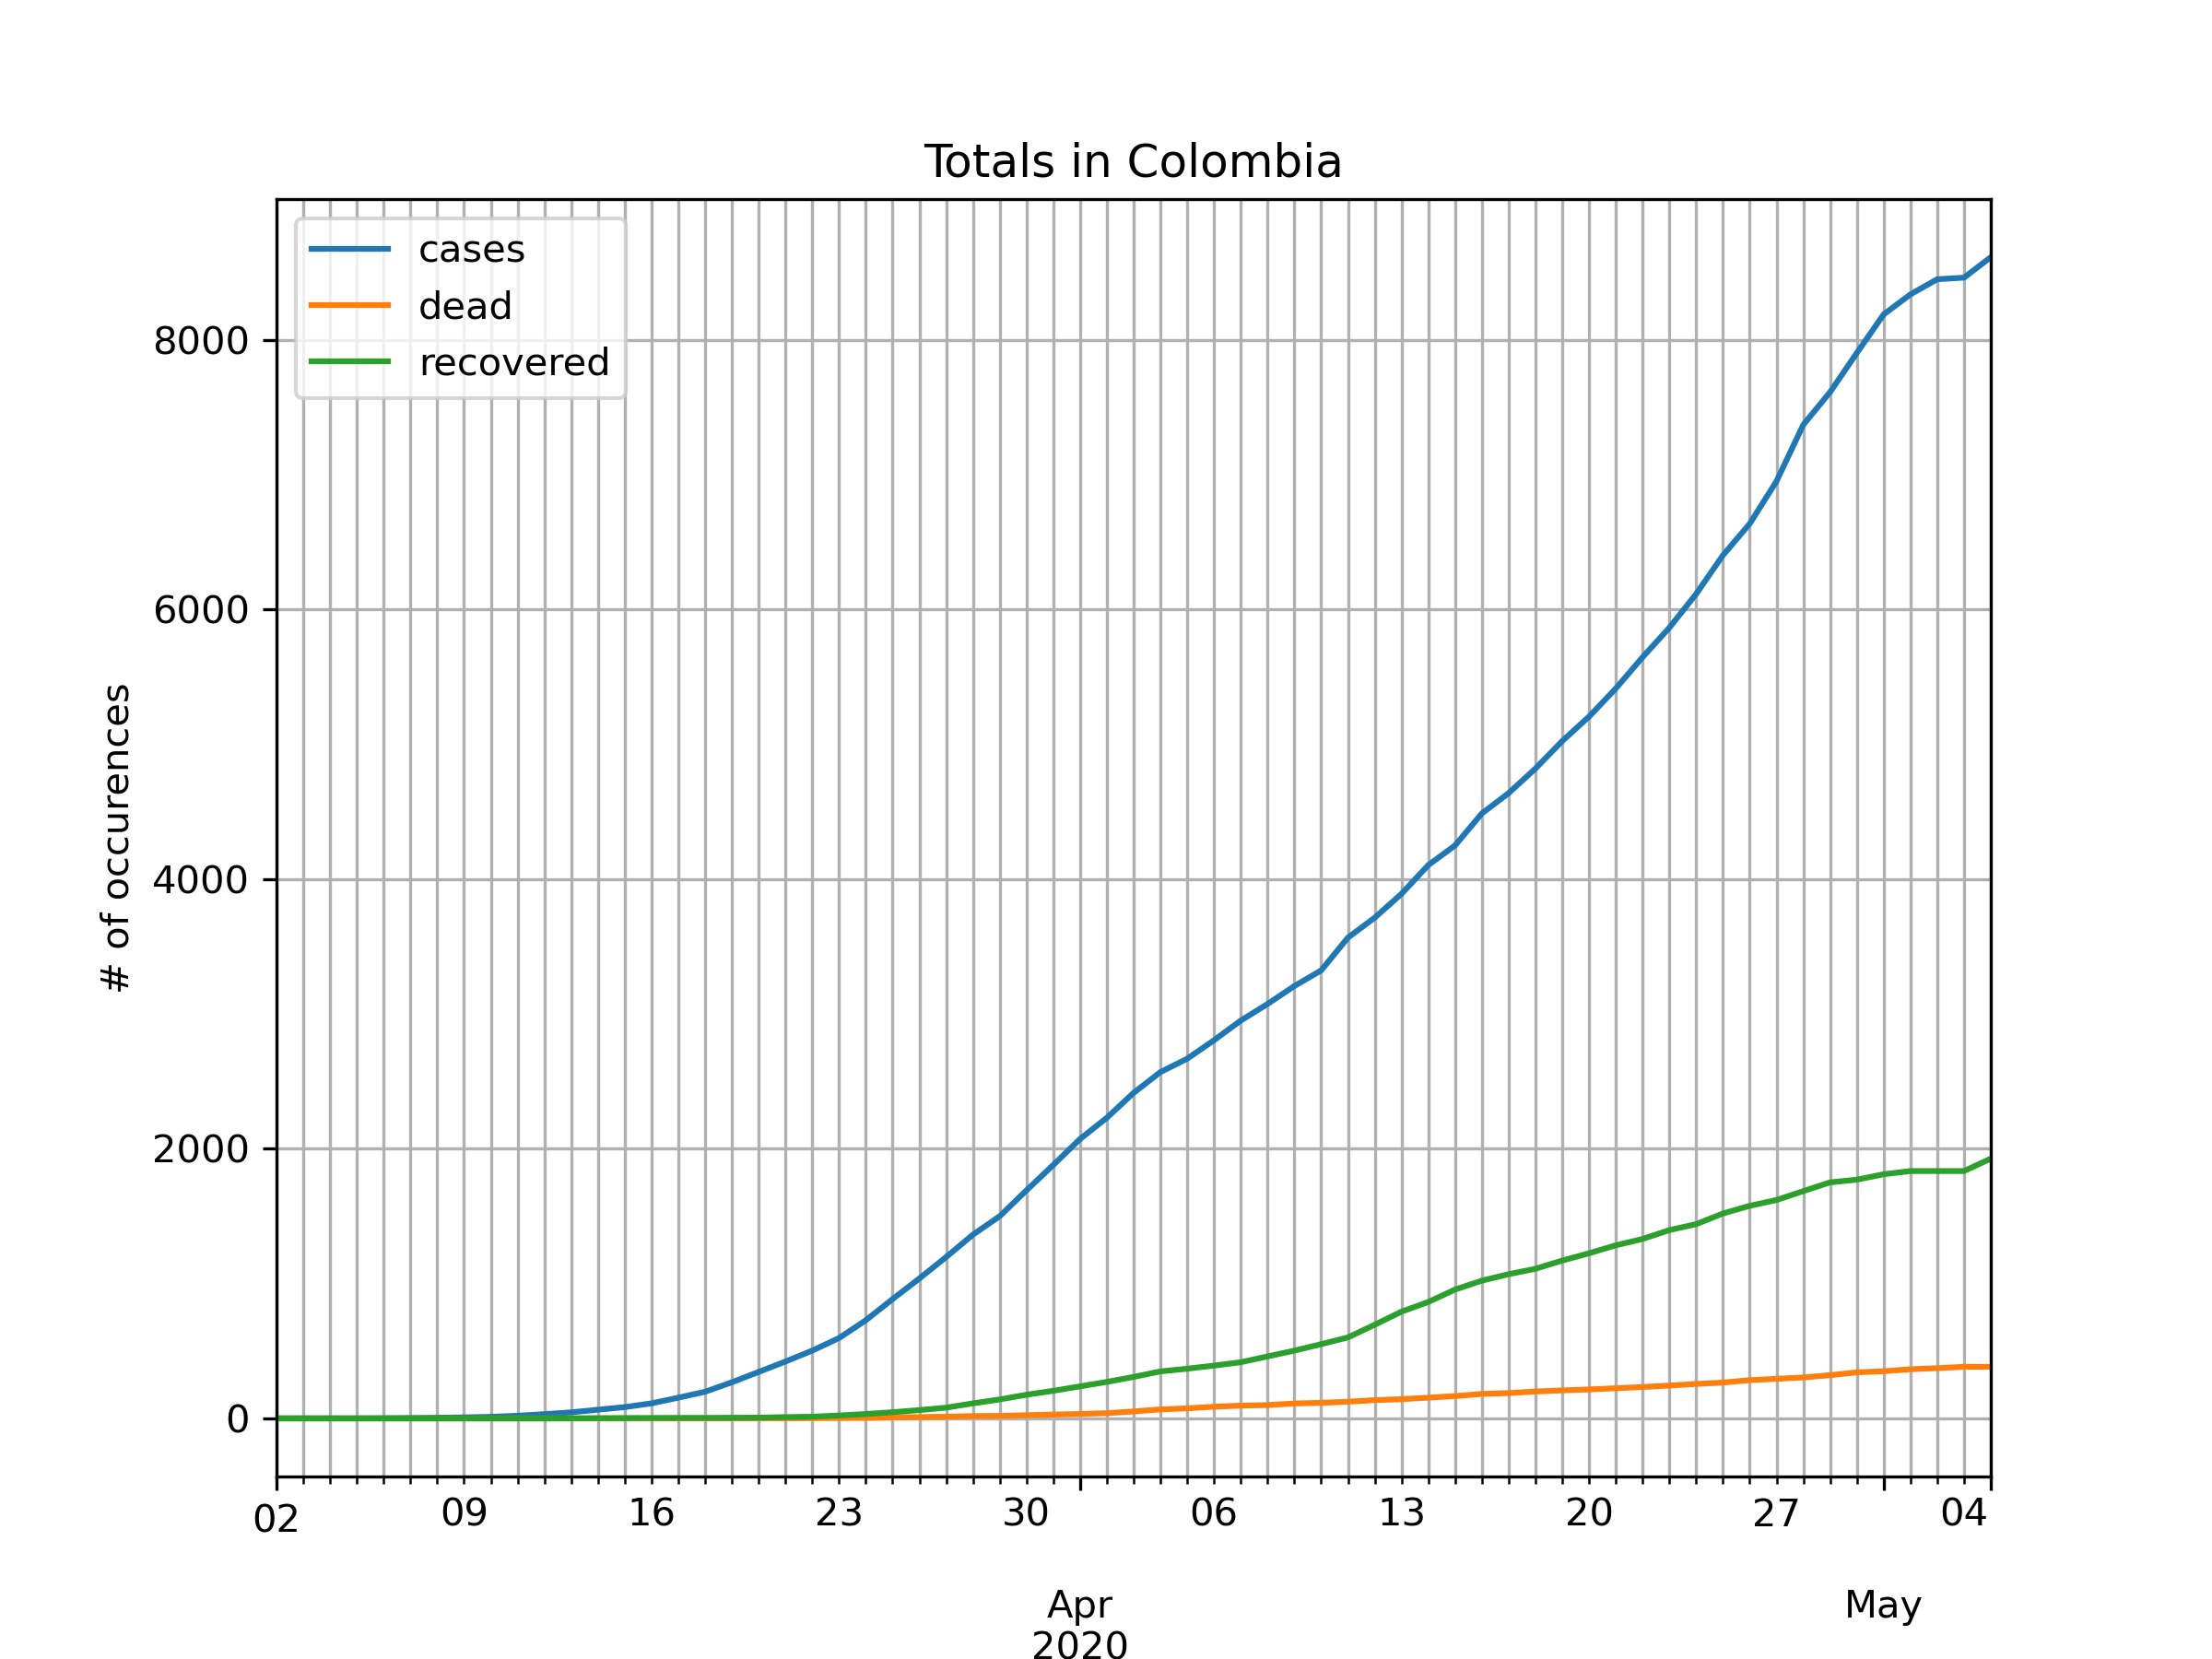 Totals in Colombia
cases
dead
recovered
8000
6000
4000
2000
0
# of occurences
02 09 16 23 30 06 13 20 27 04
Apr May
2020